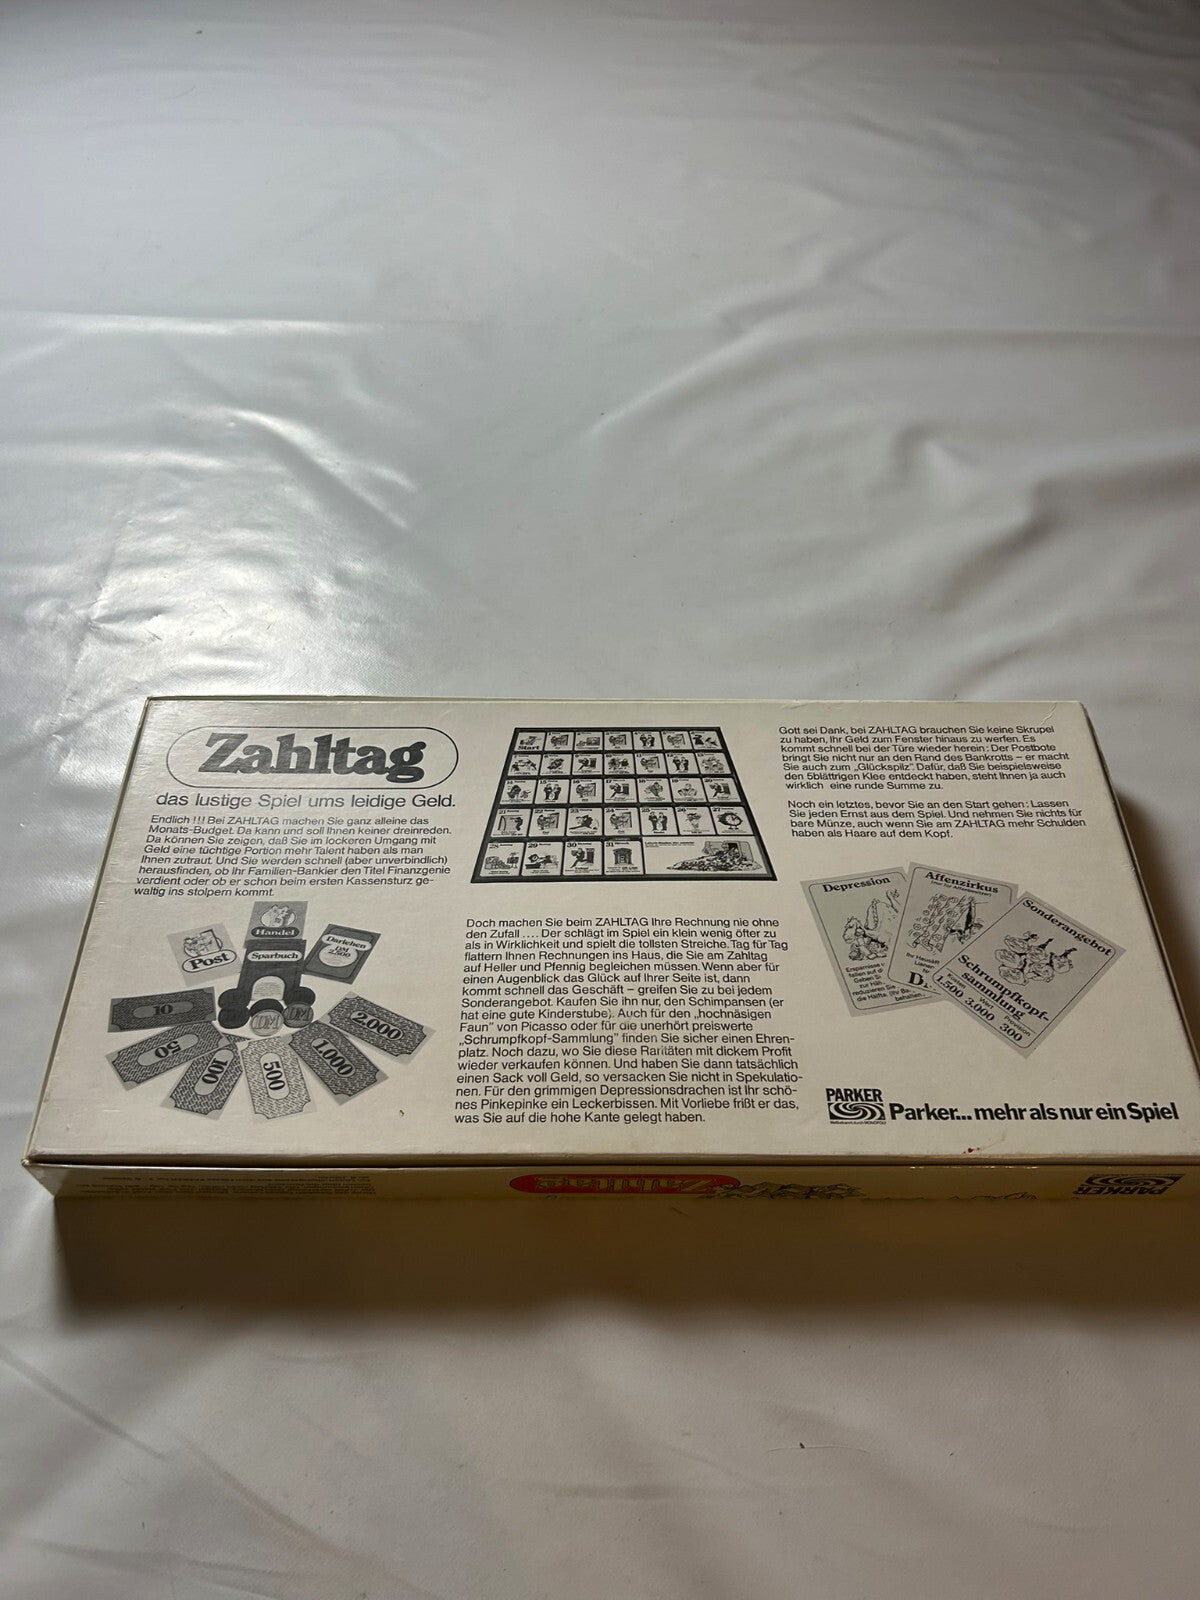 Zahltag
das lustige Spiel ums leidige Geld.
Endlich !!! Bei ZAHLTAG machen Sie ganz alleine das
Monats-Budget. Da kann und soll Ihnen keiner dreinreden.
Da können Sie zeigen, daß Sie im lockeren Umgang mit
Geld eine tüchtige Portion mehr Talent haben als man
Ihnen zutraut. Und Sie werden schnell (aber unverbindlich)
herausfinden, ob Ihr Familien-Bankier den Titel Finanzgenie
verdient oder ob er schon beim ersten Kassensturz ge-
waltig ins stolpern kommt.
Handel
Post
Sparbuch
Darlehen
DM
10
50
100
500
1.000
2.000
DM
Start
Doch machen Sie beim ZAHLTAG Ihre Rechnung nie ohne
den Zufall .... Der schlägt im Spiel ein klein wenig öfter zu
als in Wirklichkeit und spielt die tollsten Streiche. Tag für Tag
flattern Ihnen Rechnungen ins Haus, die Sie am Zahltag
auf Heller und Pfennig begleichen müssen. Wenn aber für
einen Augenblick das Glück auf Ihrer Seite ist, dann
kommt schnell das Geschäft – greifen Sie zu bei jedem
Sonderangebot. Kaufen Sie ihn nur, den Schimpansen (er
hat eine gute Kinderstube). Auch für den „hochnäsigen
Faun" von Picasso oder für die unerhört preiswerte
„Schrumpfkopf-Sammlung" finden Sie sicher einen Ehren-
platz. Noch dazu, wo Sie diese Raritäten mit dickem Profit
wieder verkaufen können. Und haben Sie dann tatsächlich
einen Sack voll Geld, so versacken Sie nicht in Spekulatio-
nen. Für den grimmigen Depressionsdrachen ist Ihr schö-
nes Pinkepinke ein Leckerbissen. Mit Vorliebe frißt er das,
was Sie auf die hohe Kante gelegt haben.
Gott sei Dank, bei ZAHLTAG brauchen Sie keine Skrupel
zu haben, Ihr Geld zum Fenster hinaus zu werfen. Es
kommt schnell bei der Türe wieder herein: Der Postbote
bringt Sie nicht nur an den Rand des Bankrotts – er macht
Sie auch zum „Glückspilz". Dafür, daß Sie beispielsweise
den 5blättrigen Klee entdeckt haben, steht Ihnen ja auch
wirklich eine runde Summe zu.
Noch ein letztes, bevor Sie an den Start gehen: Lassen
Sie jeden Ernst aus dem Spiel. Und nehmen Sie nichts für
bare Münze, auch wenn Sie am ZAHLTAG mehr Schulden
haben als Haare auf dem Kopf.
Depression
Affenzirkus
Sonderangebot
Schrumpfkopf-
sammlung
1.500 3.000 300
PARKER
Parker... mehr als nur ein Spiel
Zahltag
PARKER